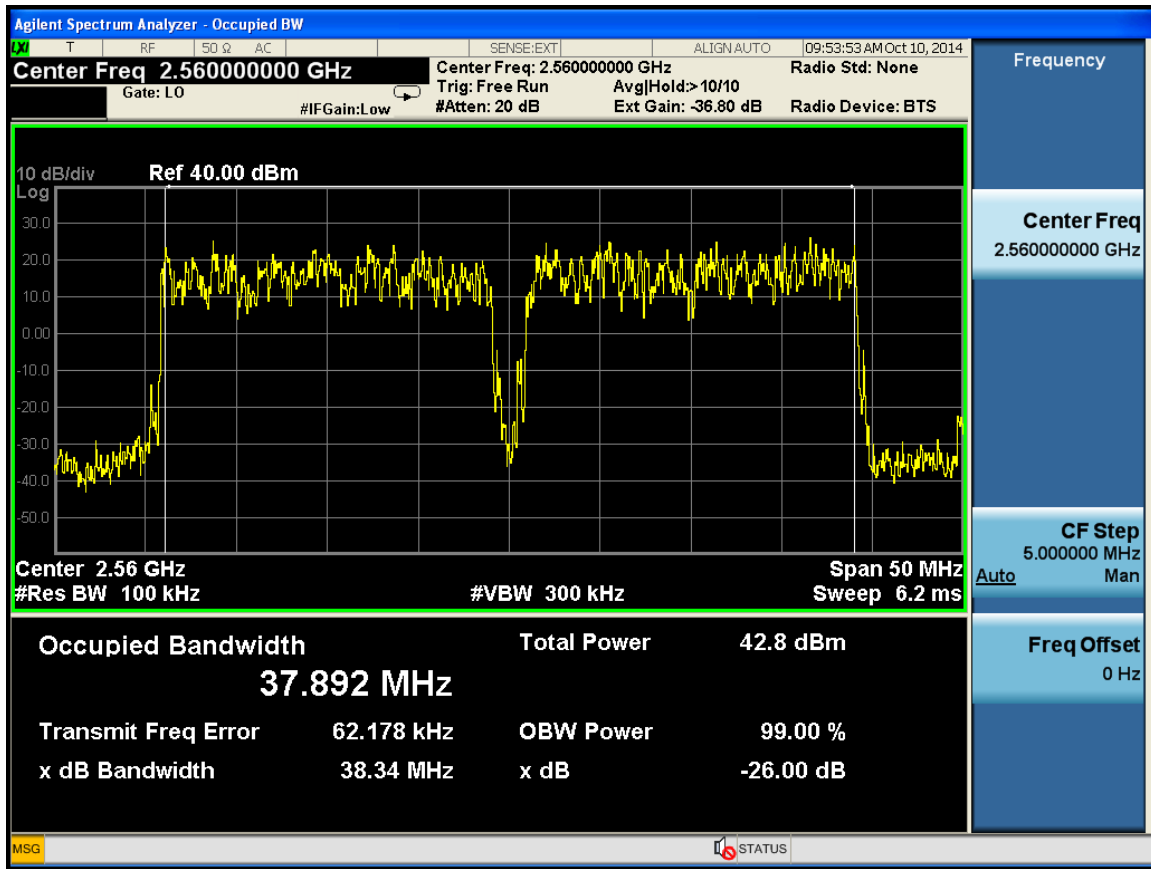 Agilent Spectrum Analyzer - Occupied BW
LXI T RF 50 Ω AC SENSE:EXT ALIGN AUTO 09:53:53 AM Oct 10, 2014
Center Freq 2.560000000 GHz
Gate: LO
#IFGain:Low
Center Freq: 2.560000000 GHz
Trig: Free Run Avg|Hold:> 10/10
#Atten: 20 dB Ext Gain: -36.80 dB
Radio Std: None
Radio Device: BTS
10 dB/div Ref 40.00 dBm
Log
30.0
20.0
10.0
0.00
-10.0
-20.0
-30.0
-40.0
-50.0
Center 2.56 GHz Span 50 MHz
#Res BW 100 kHz #VBW 300 kHz Sweep 6.2 ms
Occupied Bandwidth Total Power 42.8 dBm
37.892 MHz
Transmit Freq Error 62.178 kHz OBW Power 99.00 %
x dB Bandwidth 38.34 MHz x dB -26.00 dB
Frequency
Center Freq
2.560000000 GHz
CF Step
5.000000 MHz
Auto Man
Freq Offset
0 Hz
MSG STATUS